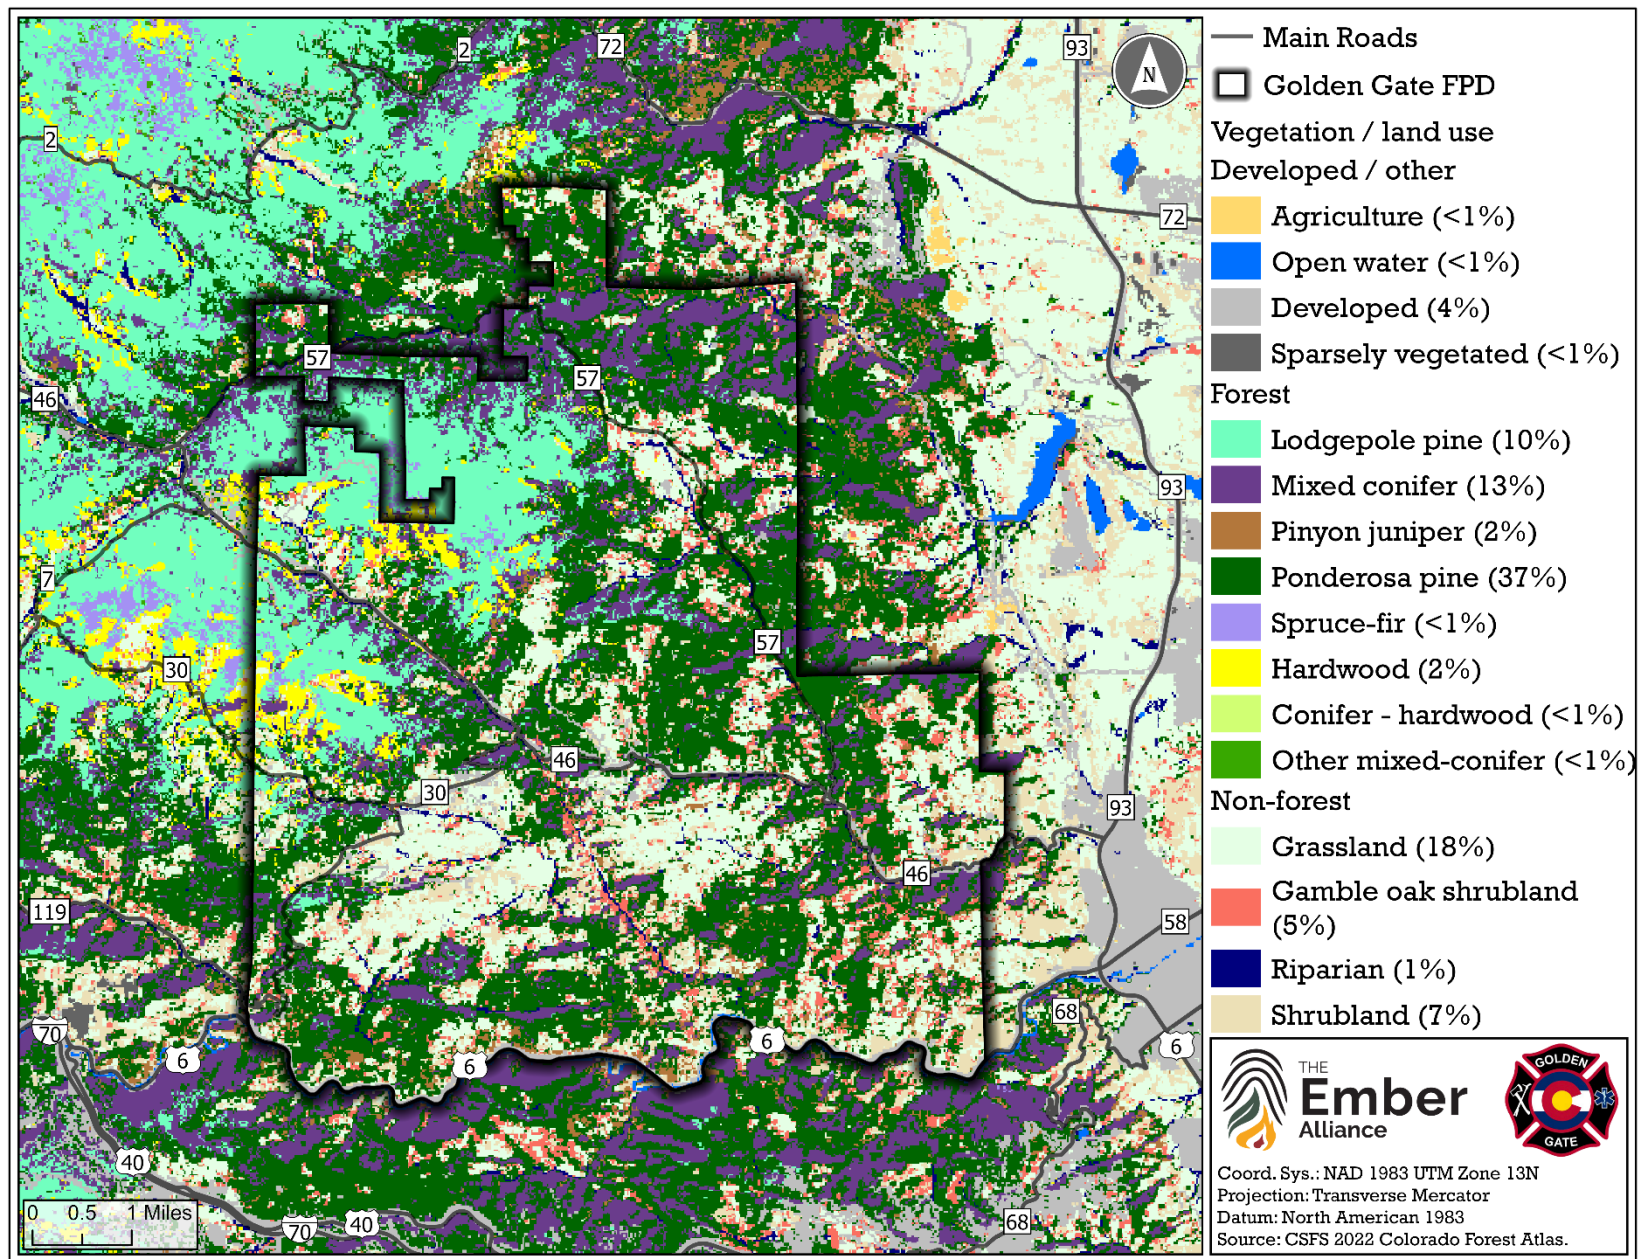 2
72
93
N
2
72
57
57
46
93
7
57
30
46
30
93
46
119
58
68
70
6
6
6
6
40
70
40
68
0 0.5 1 Miles
Main Roads
Golden Gate FPD
Vegetation / land use
Developed / other
Agriculture (<1%)
Open water (<1%)
Developed (4%)
Sparsely vegetated (<1%)
Forest
Lodgepole pine (10%)
Mixed conifer (13%)
Pinyon juniper (2%)
Ponderosa pine (37%)
Spruce-fir (<1%)
Hardwood (2%)
Conifer - hardwood (<1%)
Other mixed-conifer (<1%)
Non-forest
Grassland (18%)
Gamble oak shrubland
(5%)
Riparian (1%)
Shrubland (7%)
THE
Ember
Alliance
GOLDEN
GATE
Coord. Sys.: NAD 1983 UTM Zone 13N
Projection: Transverse Mercator
Datum: North American 1983
Source: CSFS 2022 Colorado Forest Atlas.